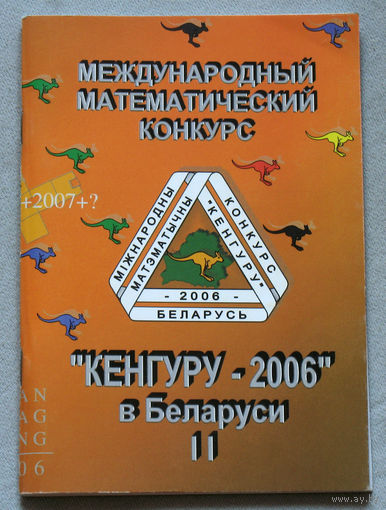 МЕЖДУНАРОДНЫЙ
МАТЕМАТИЧЕСКИЙ
КОНКУРС
+2007+?
МІЖНАРОДНЫ
МАТЭМАТЫЧНЫ
КОНКУРС
"КЕНГУРУ"
- 2006 -
БЕЛАРУСЬ
"КЕНГУРУ - 2006"
в Беларуси
11
AN
AG
NG
06
www.ay.by